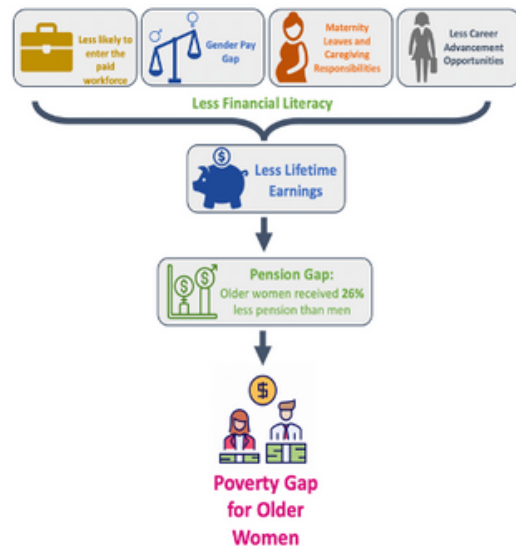 Less likely to
enter the
paid
workforce
Gender Pay
Gap
Maternity
Leaves and
Caregiving
Responsibilities
Less Career
Advancement
Opportunities
Less Financial Literacy
$
Less Lifetime
Earnings
Pension Gap:
Older women received 26%
less pension than men
$
Poverty Gap
for Older
Women